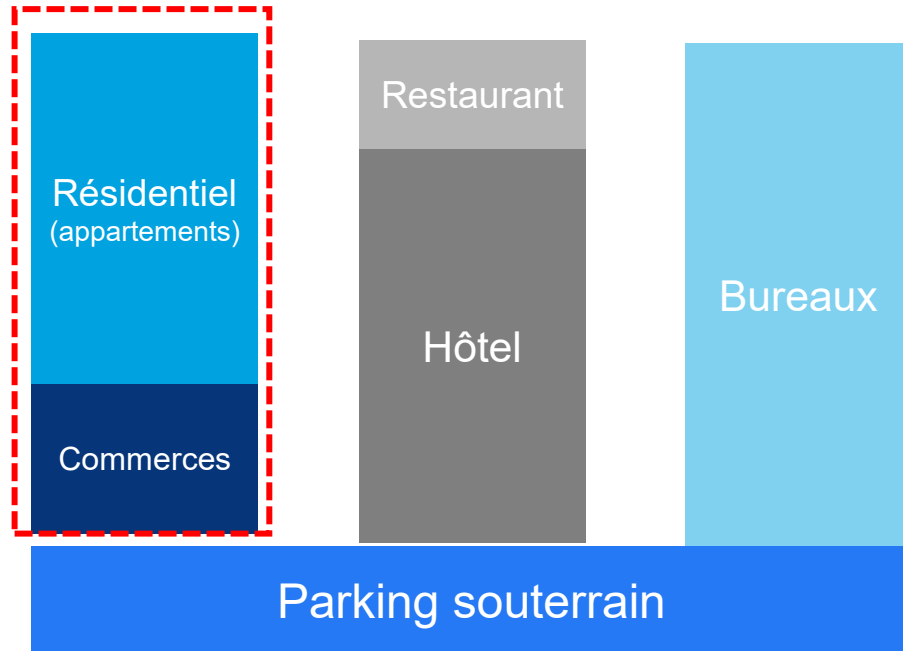 Résidentiel
(appartements)
Commerces
Restaurant
Hôtel
Bureaux
Parking souterrain